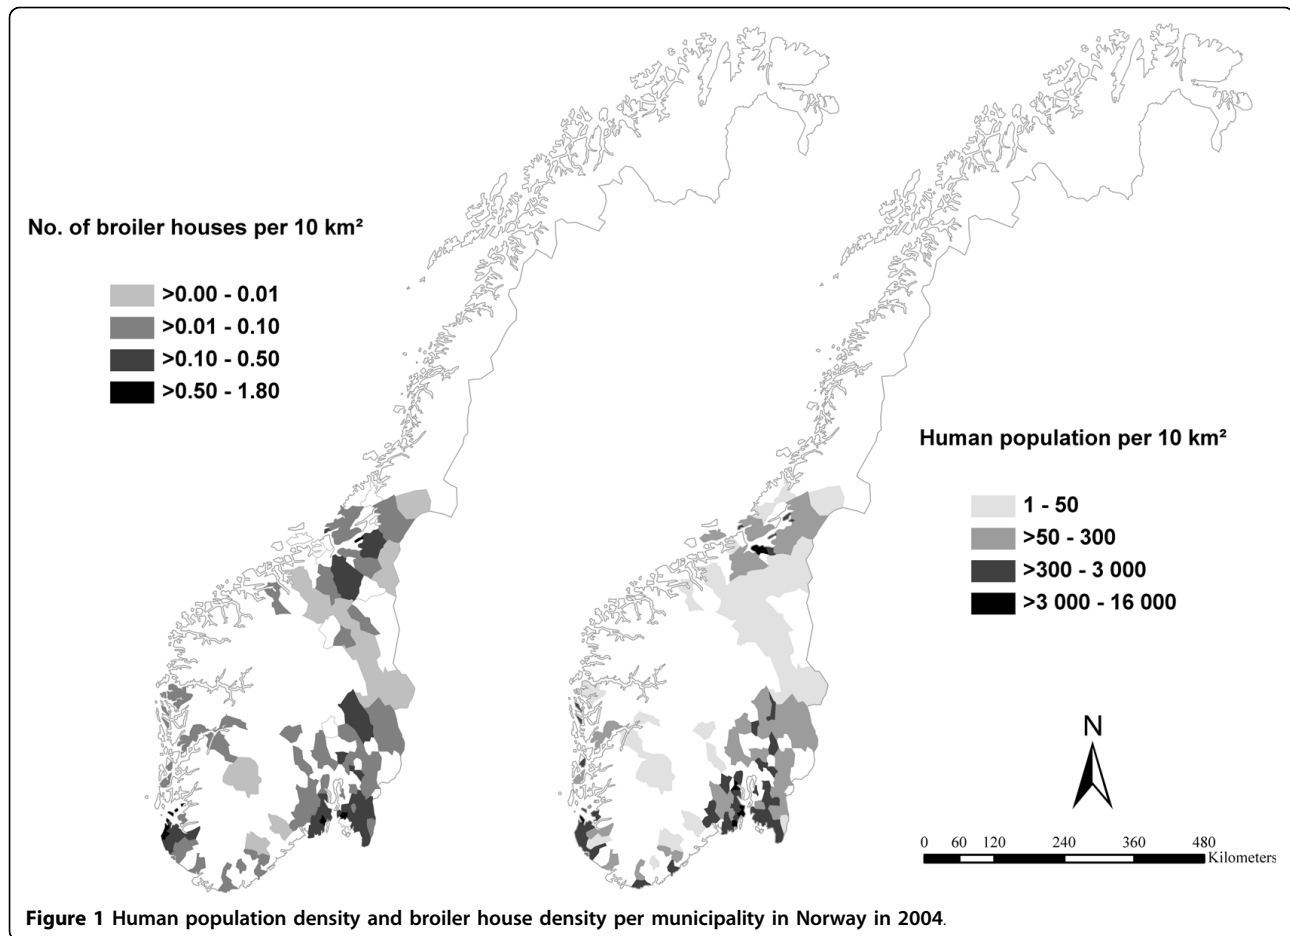 No. of broiler houses per 10 km²
>0.00 - 0.01
>0.01 - 0.10
>0.10 - 0.50
>0.50 - 1.80
Human population per 10 km²
1 - 50
>50 - 300
>300 - 3 000
>3 000 - 16 000
N
0 60 120 240 360 480
Kilometers
Figure 1 Human population density and broiler house density per municipality in Norway in 2004.